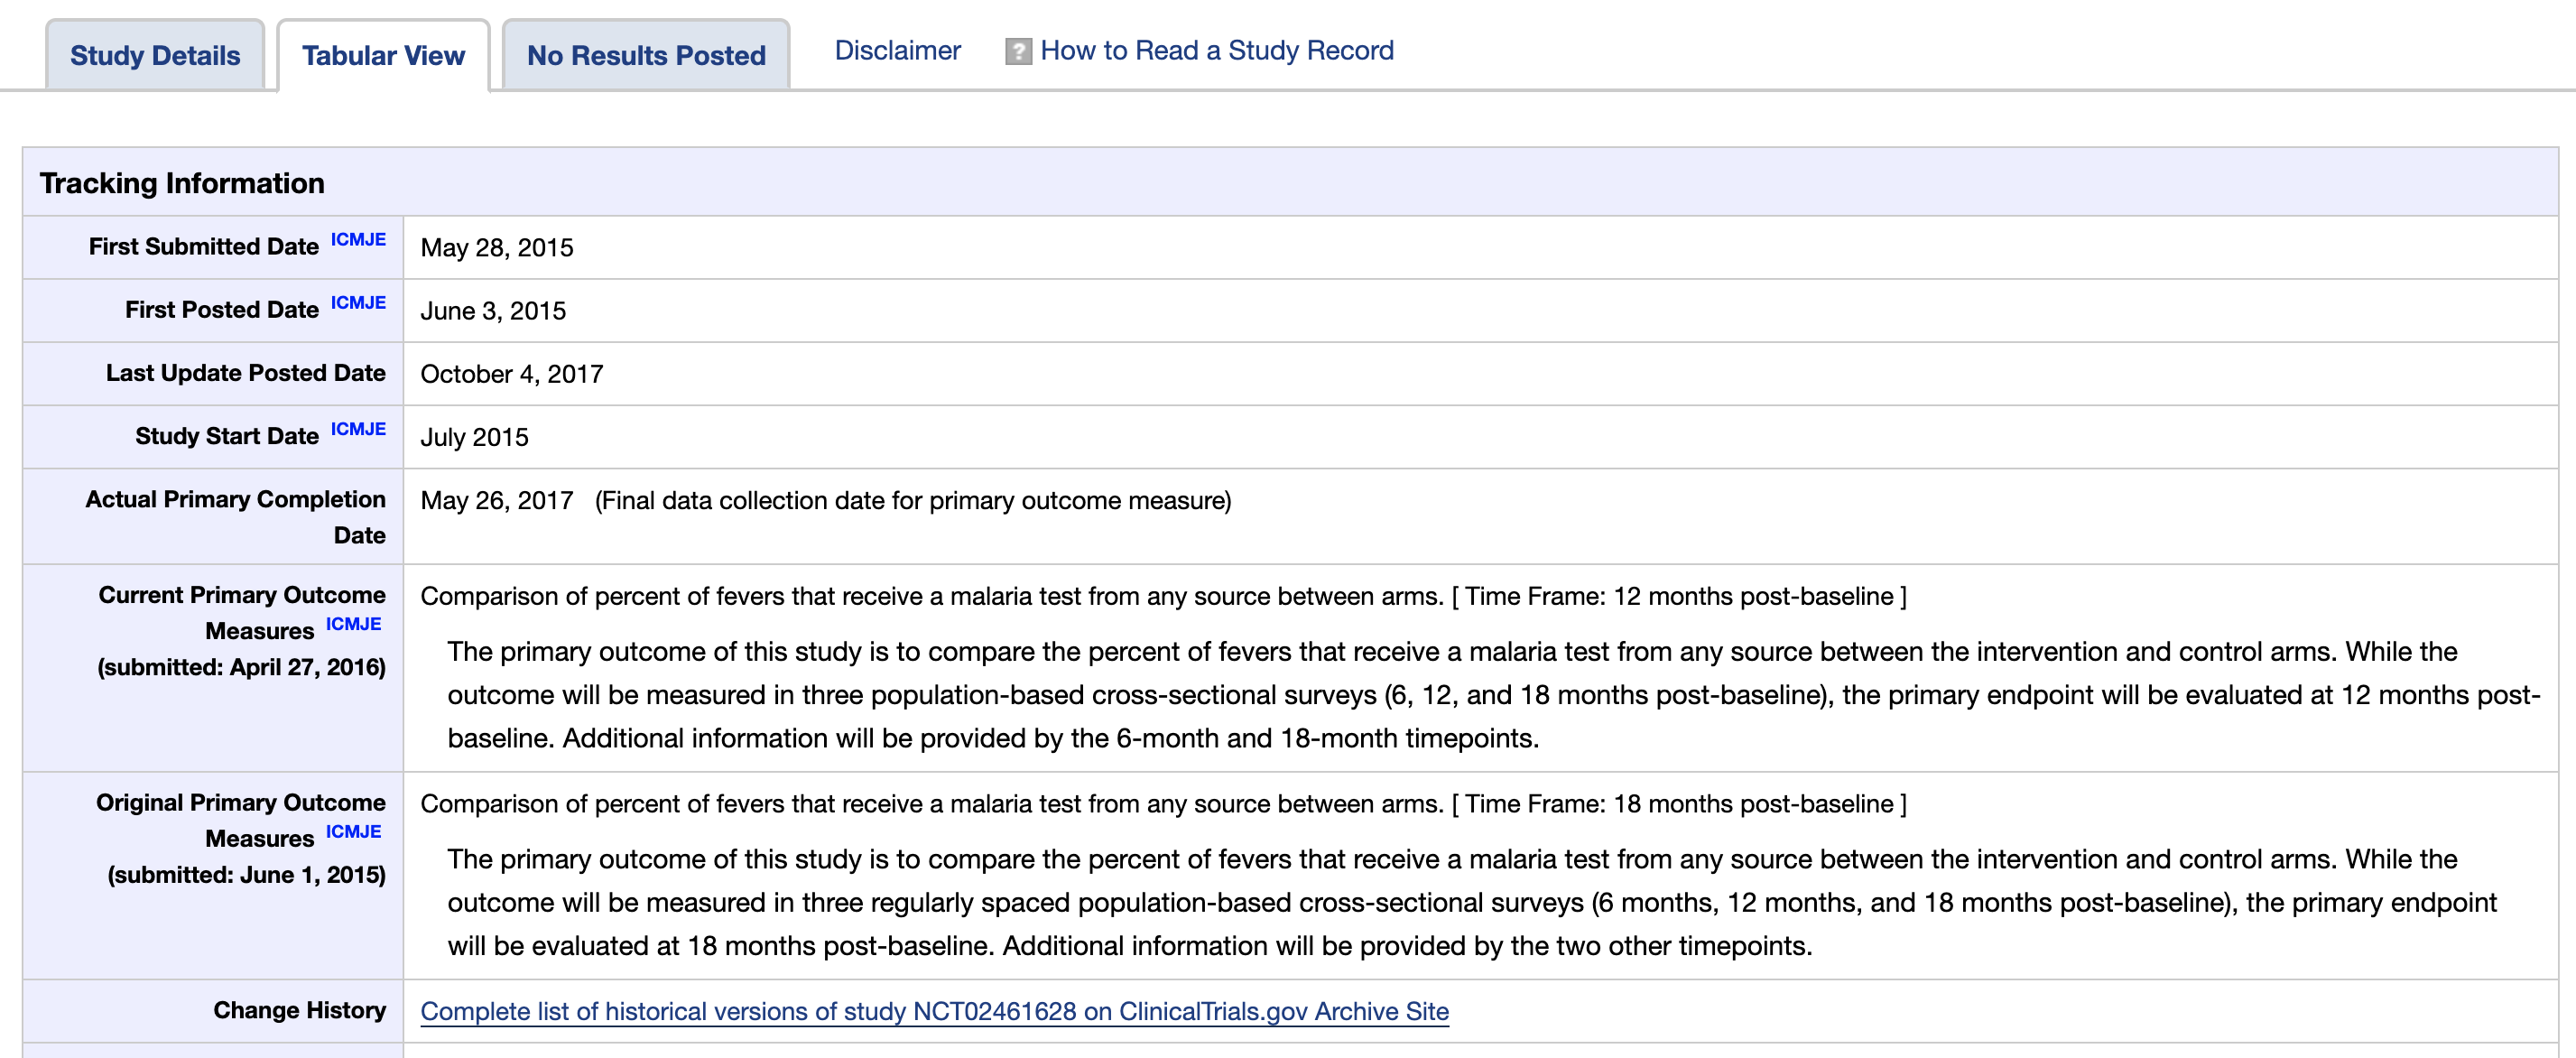 Study Details Tabular View No Results Posted Disclaimer ? How to Read a Study Record
Tracking Information
First Submitted Date ICMJE May 28, 2015
First Posted Date ICMJE June 3, 2015
Last Update Posted Date October 4, 2017
Study Start Date ICMJE July 2015
Actual Primary Completion
Date
May 26, 2017 (Final data collection date for primary outcome measure)
Current Primary Outcome
Measures ICMJE
(submitted: April 27, 2016)
Comparison of percent of fevers that receive a malaria test from any source between arms. [ Time Frame: 12 months post-baseline ]
The primary outcome of this study is to compare the percent of fevers that receive a malaria test from any source between the intervention and control arms. While the
outcome will be measured in three population-based cross-sectional surveys (6, 12, and 18 months post-baseline), the primary endpoint will be evaluated at 12 months post-
baseline. Additional information will be provided by the 6-month and 18-month timepoints.
Original Primary Outcome
Measures ICMJE
(submitted: June 1, 2015)
Comparison of percent of fevers that receive a malaria test from any source between arms. [ Time Frame: 18 months post-baseline ]
The primary outcome of this study is to compare the percent of fevers that receive a malaria test from any source between the intervention and control arms. While the
outcome will be measured in three regularly spaced population-based cross-sectional surveys (6 months, 12 months, and 18 months post-baseline), the primary endpoint
will be evaluated at 18 months post-baseline. Additional information will be provided by the two other timepoints.
Change History Complete list of historical versions of study NCT02461628 on ClinicalTrials.gov Archive Site